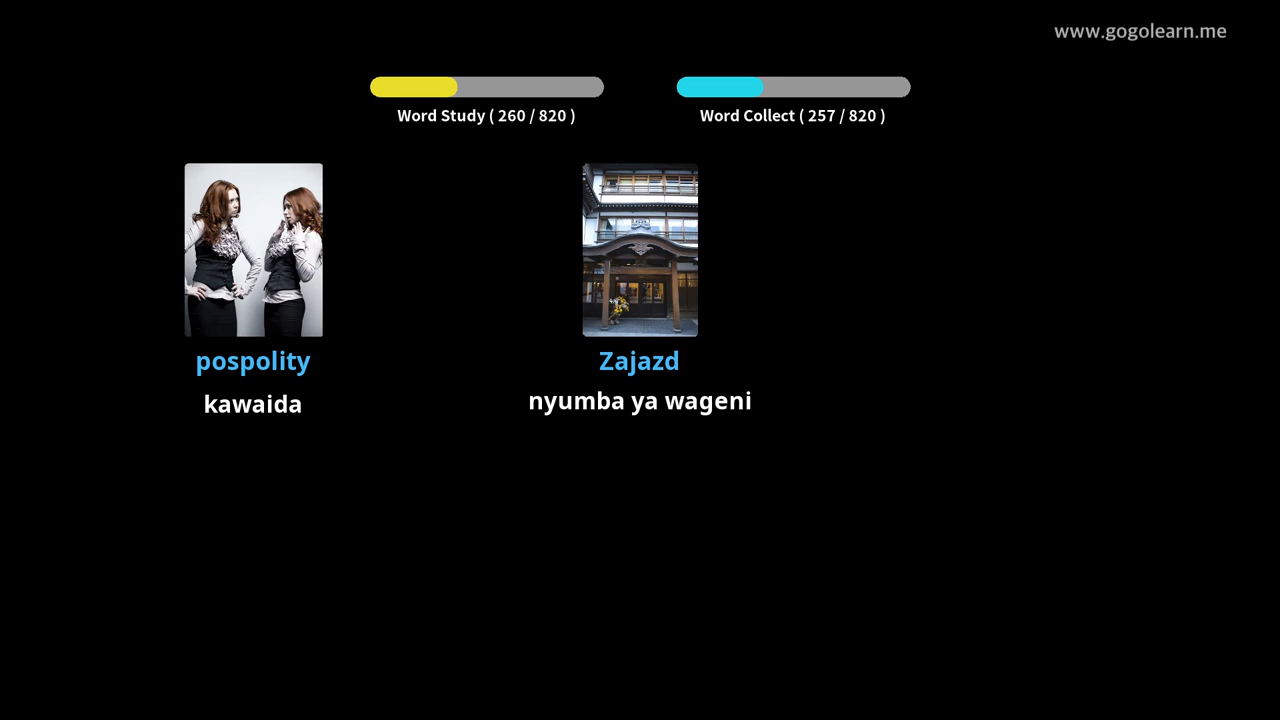 www.gogolearn.me
Word Study ( 260 / 820 )
Word Collect ( 257 / 820 )
pospolity
kawaida
Zajazd
nyumba ya wageni